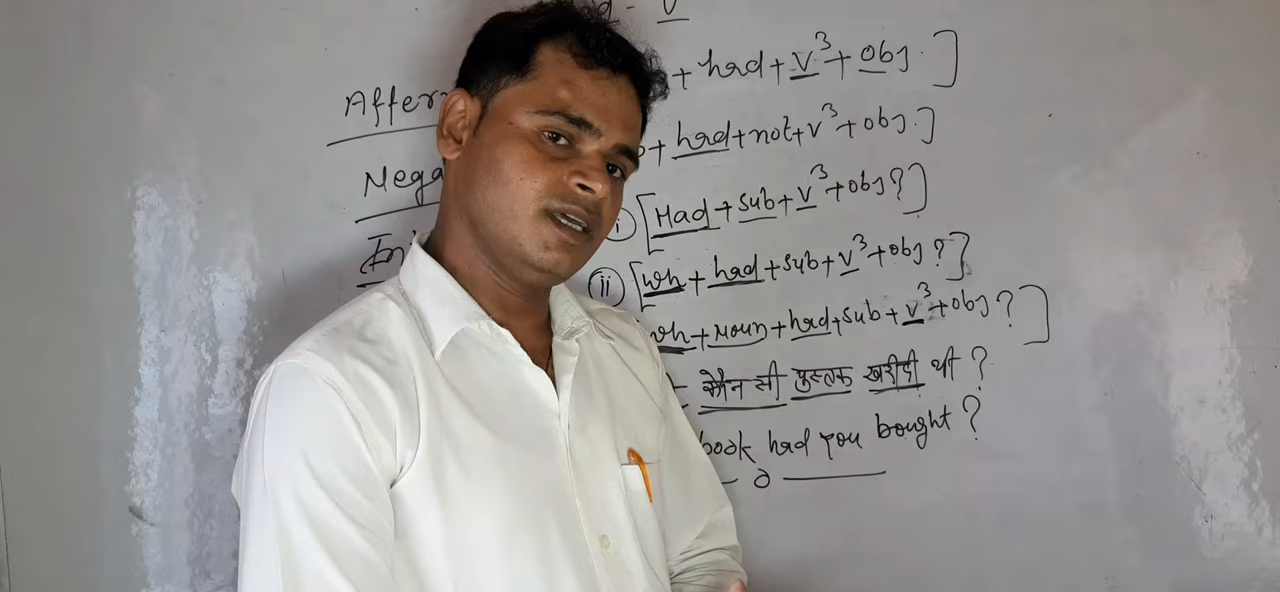 V
Affer + had + V³ + Obj.]
Nega + had + not + V³ + Obj.]
i) [Had + Sub + V³ + Obj ?]
ii) [wh + had + Sub + V³ + Obj ?]
wh + Noun + had + Sub + V³ + Obj ?]
कौन सी पुस्तक खरीदी थी ?
book had you bought ?